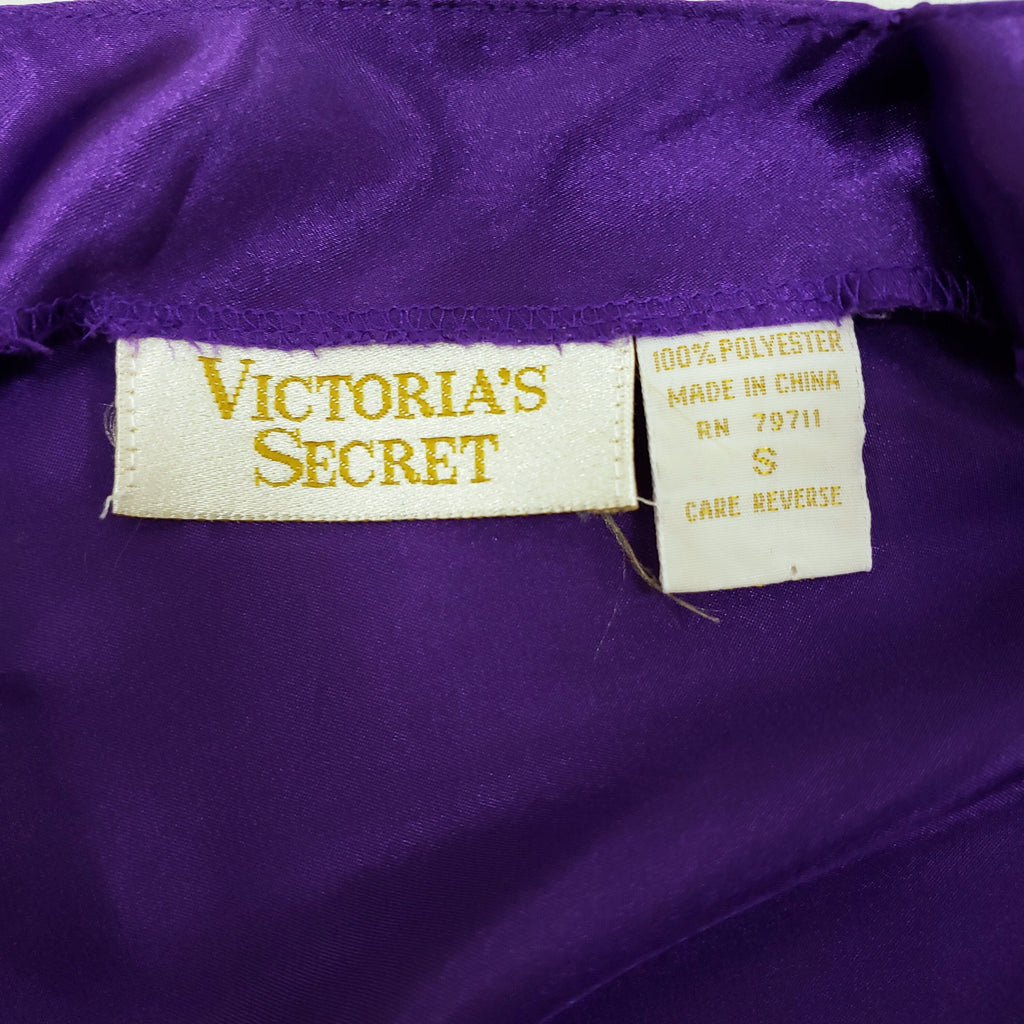 VICTORIA'S
SECRET
100% POLYESTER
MADE IN CHINA
RN 79711
S
CARE REVERSE